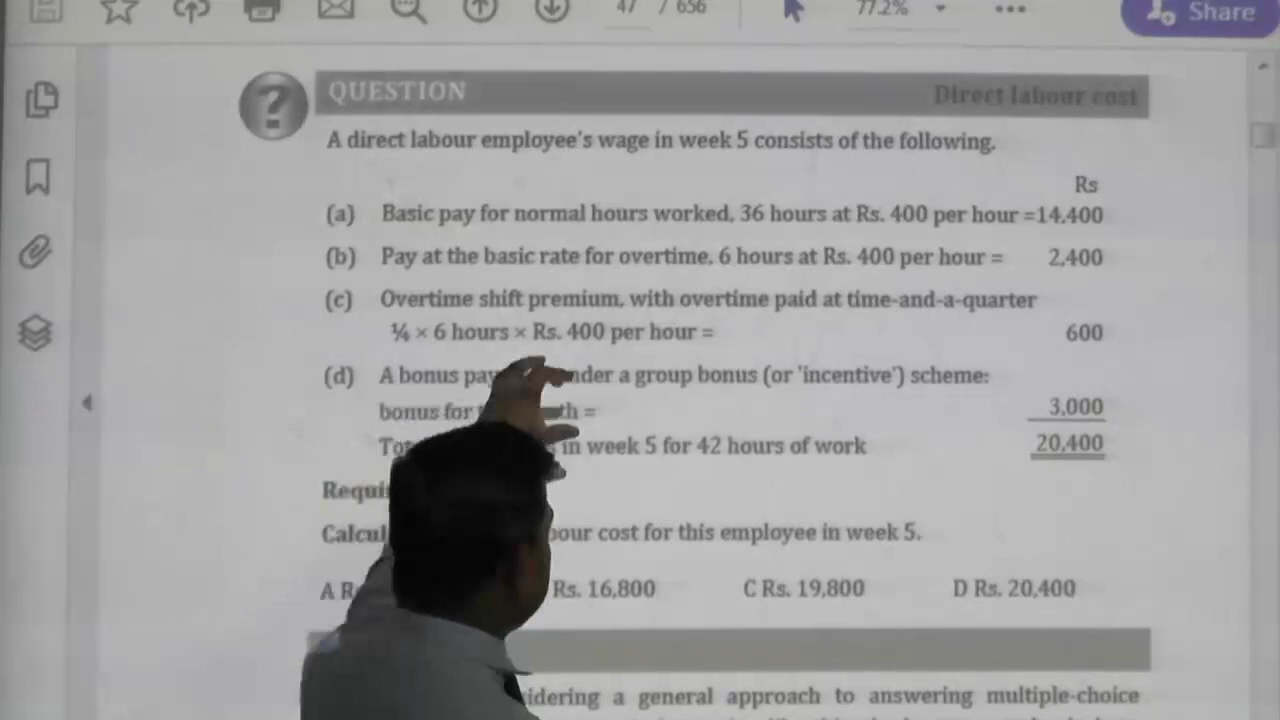 47 / 656
77.2%
Share
QUESTION
Direct labour cost
A direct labour employee's wage in week 5 consists of the following.
Rs
(a) Basic pay for normal hours worked, 36 hours at Rs. 400 per hour =14,400
(b) Pay at the basic rate for overtime, 6 hours at Rs. 400 per hour = 2,400
(c) Overtime shift premium, with overtime paid at time-and-a-quarter
¼ × 6 hours × Rs. 400 per hour = 600
(d) A bonus pay under a group bonus (or 'incentive') scheme:
bonus for = 3,000
in week 5 for 42 hours of work 20,400
cost for this employee in week 5.
A Rs. 16,800 C Rs. 19,800 D Rs. 20,400
a general approach to answering multiple-choice